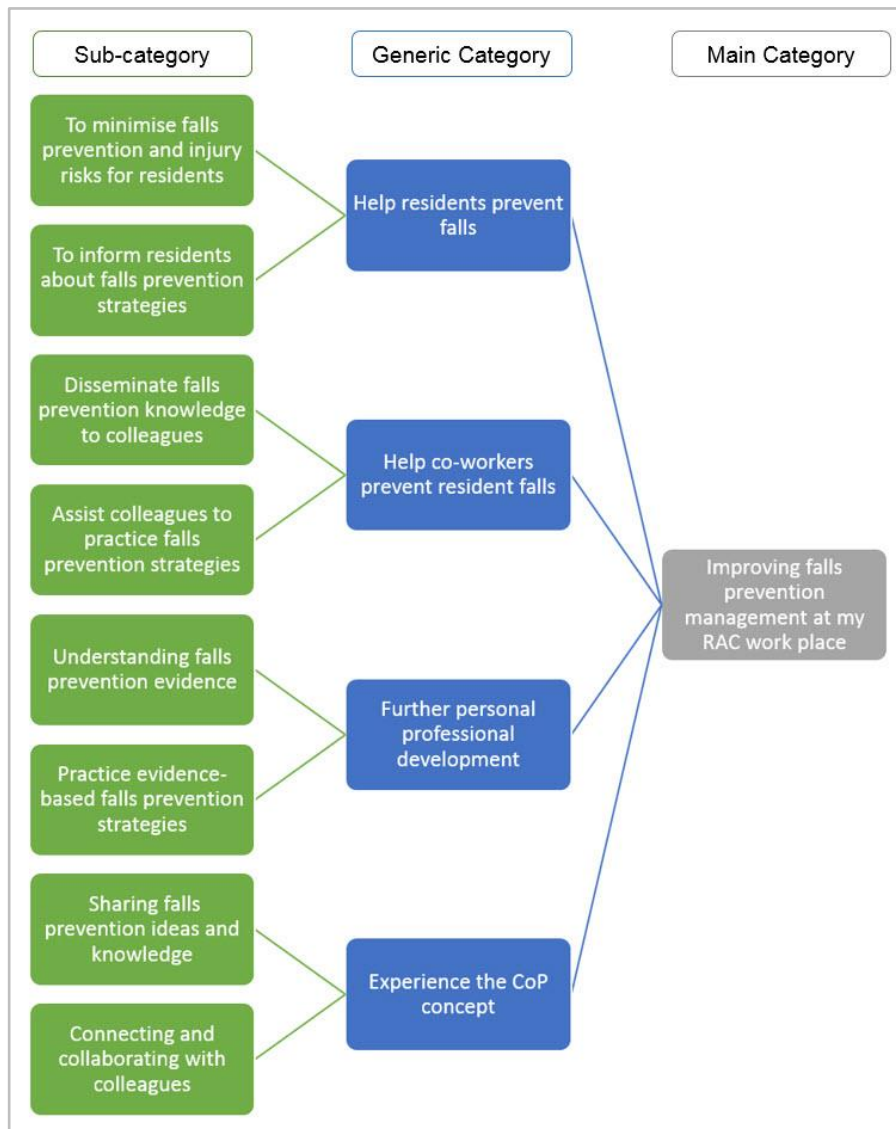 Sub-category
Generic Category
Main Category
To minimise falls
prevention and injury
risks for residents
To inform residents
about falls prevention
strategies
Help residents prevent
falls
Disseminate falls
prevention knowledge
to colleagues
Assist colleagues to
practice falls
prevention strategies
Help co-workers
prevent resident falls
Understanding falls
prevention evidence
Practice evidence-
based falls prevention
strategies
Further personal
professional
development
Sharing falls
prevention ideas and
knowledge
Connecting and
collaborating with
colleagues
Experience the CoP
concept
Improving falls
prevention
management at my
RAC work place